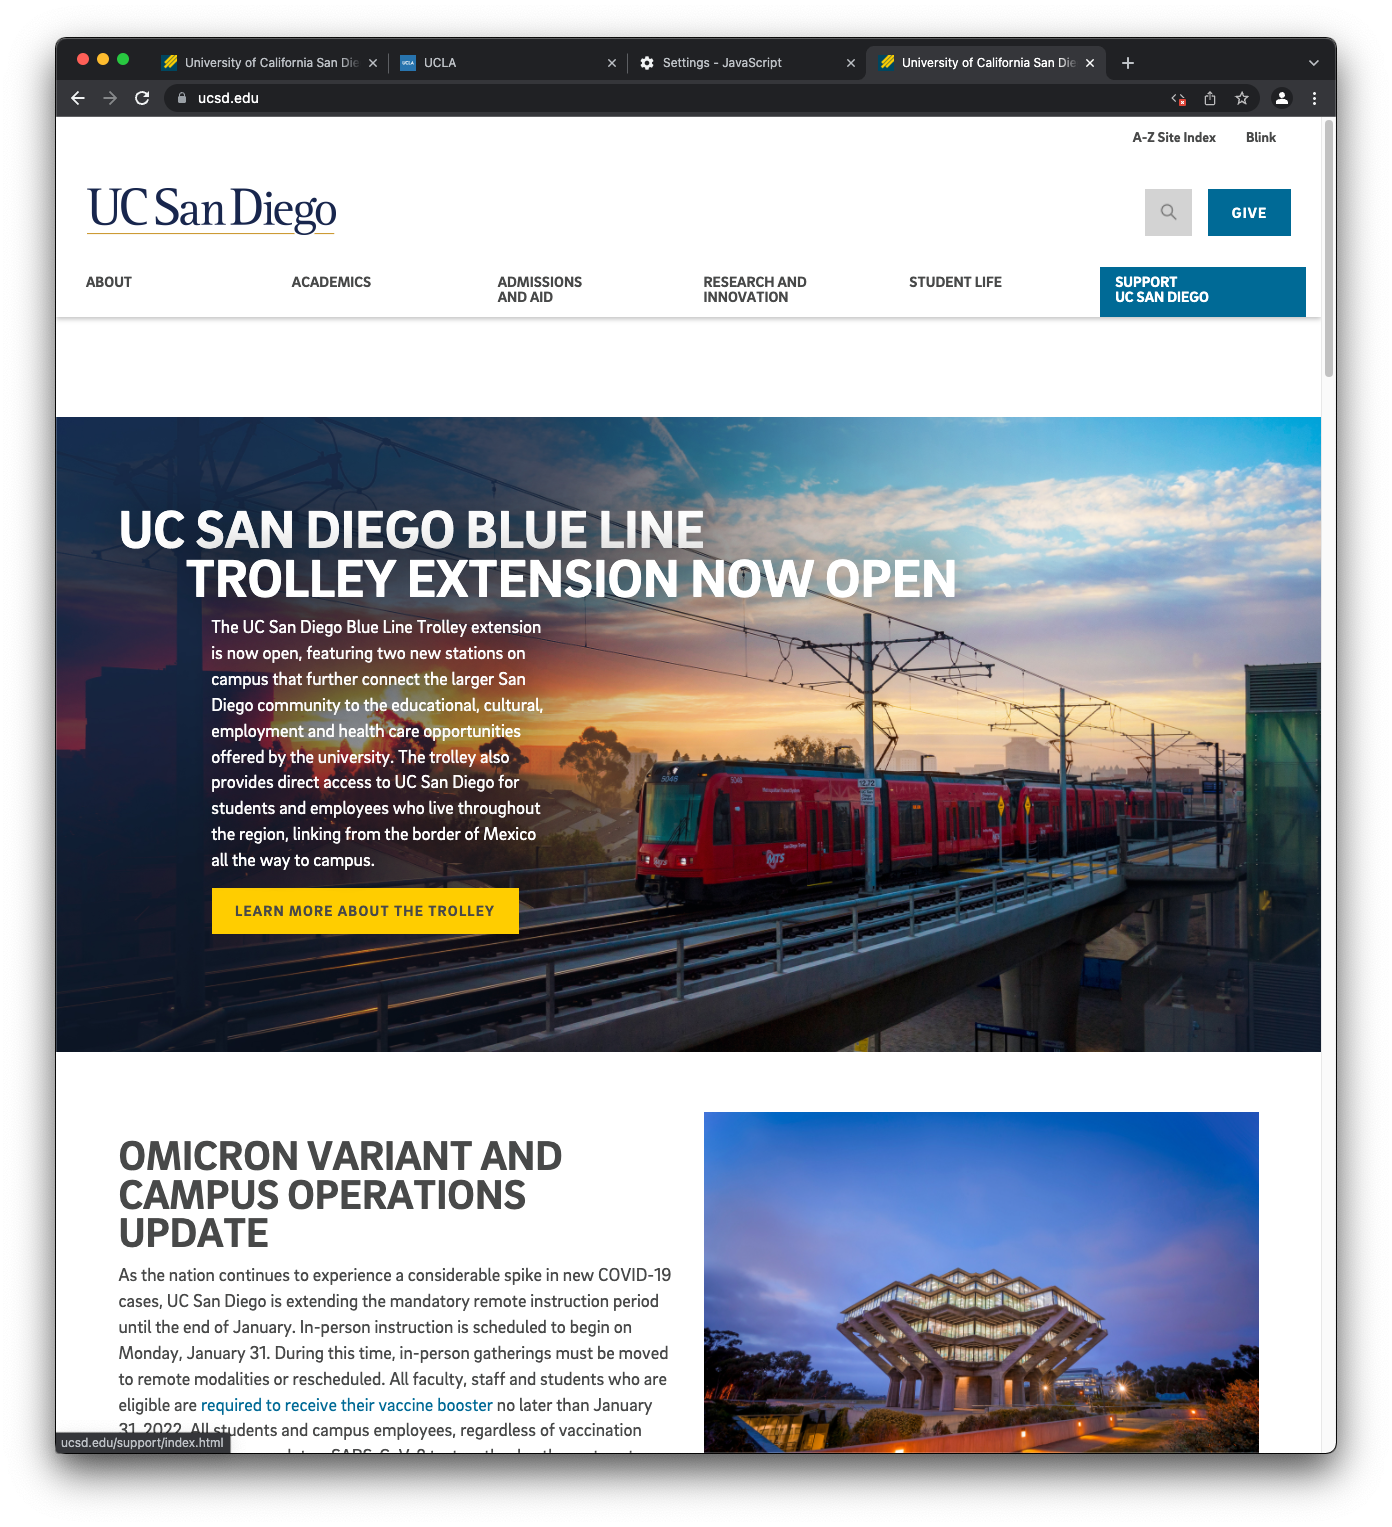 University of California San Die
UCLA
UCLA
Settings - JavaScript
University of California San Die
ucsd.edu
A-Z Site Index
Blink
UC San Diego
GIVE
ABOUT
ACADEMICS
ADMISSIONS
AND AID
RESEARCH AND
INNOVATION
STUDENT LIFE
SUPPORT
UC SAN DIEGO
UC SAN DIEGO BLUE LINE
TROLLEY EXTENSION NOW OPEN
The UC San Diego Blue Line Trolley extension
is now open, featuring two new stations on
campus that further connect the larger San
Diego community to the educational, cultural,
employment and health care opportunities
offered by the university. The trolley also
provides direct access to UC San Diego for
students and employees who live throughout
the region, linking from the border of Mexico
all the way to campus.
LEARN MORE ABOUT THE TROLLEY
5045
5045
MTS
OMICRON VARIANT AND
CAMPUS OPERATIONS
UPDATE
As the nation continues to experience a considerable spike in new COVID-19
cases, UC San Diego is extending the mandatory remote instruction period
until the end of January. In-person instruction is scheduled to begin on
Monday, January 31. During this time, in-person gatherings must be moved
to remote modalities or rescheduled. All faculty, staff and students who are
eligible are required to receive their vaccine booster no later than January
31, 2022. All students and campus employees, regardless of vaccination
ucsd.edu/support/index.html